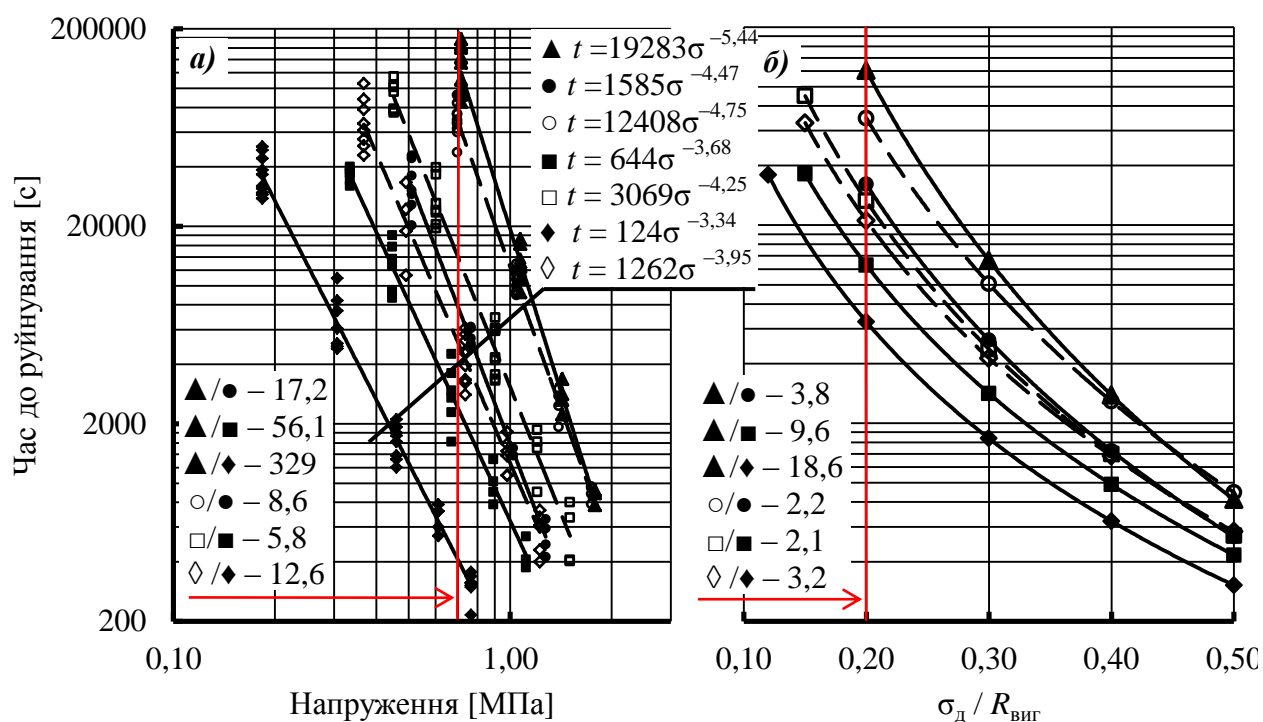 200000
20000
2000
200
Час до руйнування [с]
а)
▲ t =19283σ⁻⁵,⁴⁴
● t =1585σ⁻⁴,⁴⁷
○ t =12408σ⁻⁴,⁷⁵
■ t = 644σ⁻³,⁶⁸
□ t = 3069σ⁻⁴,²⁵
♦ t = 124σ⁻³,³⁴
◊ t = 1262σ⁻³,⁹⁵
▲/● – 17,2
▲/■ – 56,1
▲/♦ – 329
○/● – 8,6
□/■ – 5,8
◊/♦ – 12,6
0,10 1,00
Напруження [МПа]
б)
▲/● – 3,8
▲/■ – 9,6
▲/♦ – 18,6
○/● – 2,2
□/■ – 2,1
◊/♦ – 3,2
0,10 0,20 0,30 0,40 0,50
σд / Rвиг